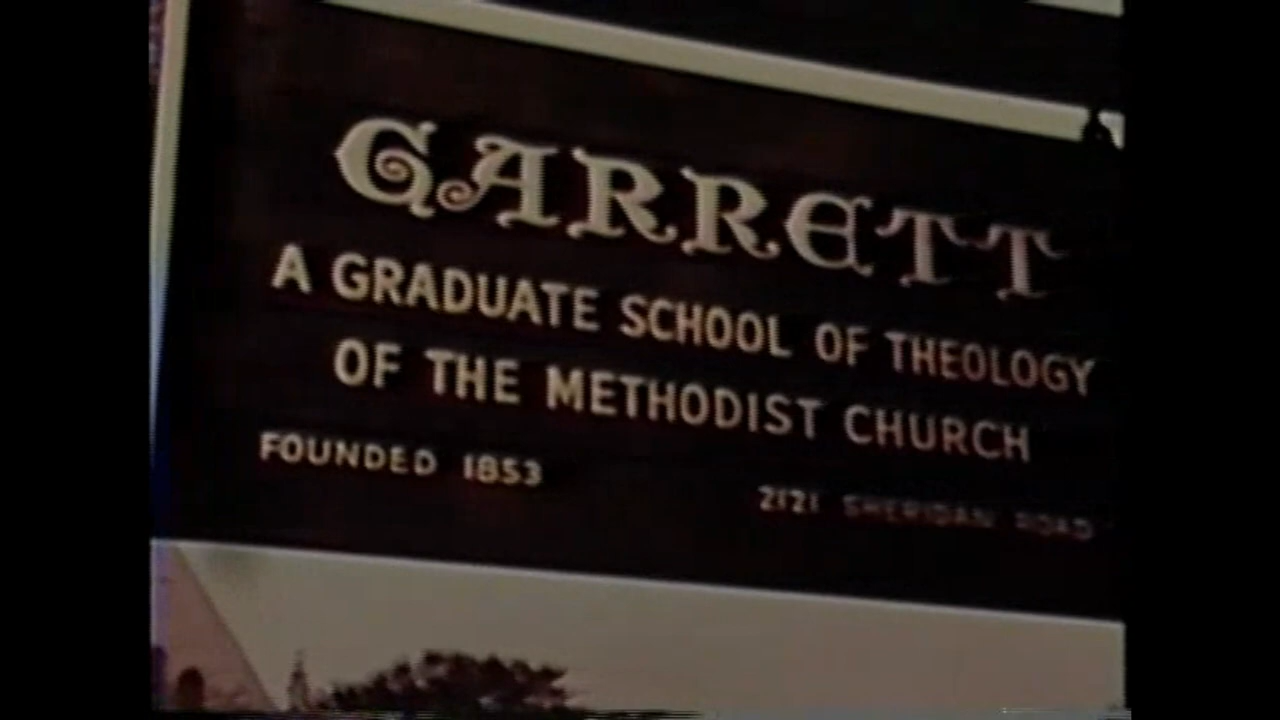 GARRETT
A GRADUATE SCHOOL OF THEOLOGY
OF THE METHODIST CHURCH
FOUNDED 1853
2121 SHERIDAN ROAD